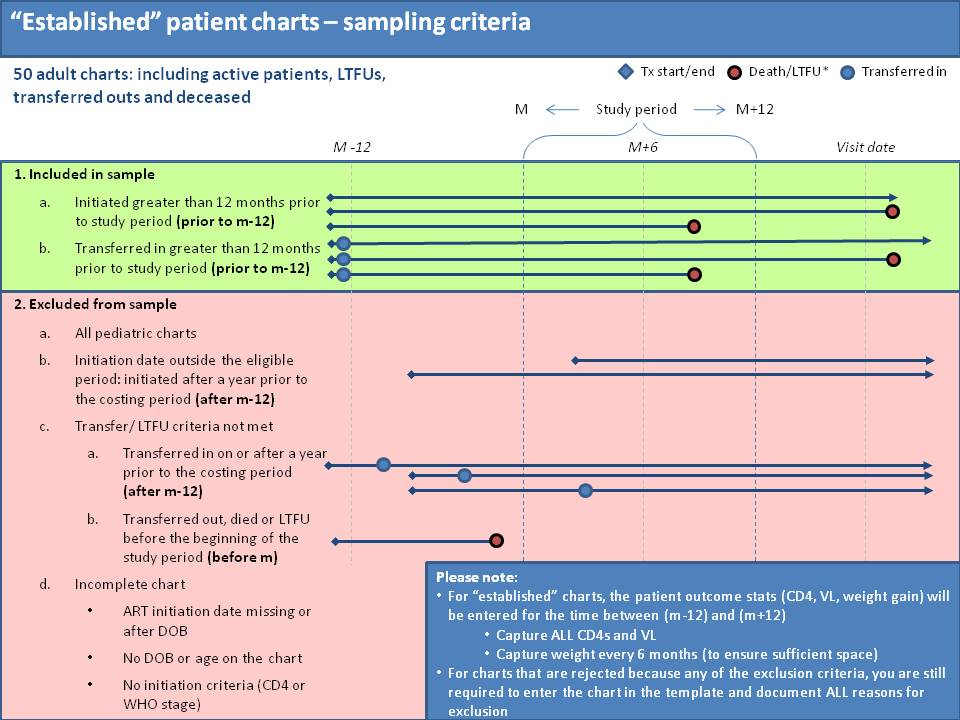 “Established” patient charts – sampling criteria
50 adult charts: including active patients, LTFUs,
transferred outs and deceased
Tx start/end
Death/LTFU*
Transferred in
M
Study period
M+12
M -12
M+6
Visit date
1. Included in sample
a. Initiated greater than 12 months prior
to study period (prior to m-12)
b. Transferred in greater than 12 months
prior to study period (prior to m-12)
2. Excluded from sample
a. All pediatric charts
b. Initiation date outside the eligible
period: initiated after a year prior to
the costing period (after m-12)
c. Transfer/ LTFU criteria not met
a. Transferred in on or after a year
prior to the costing period
(after m-12)
b. Transferred out, died or LTFU
before the beginning of the
study period (before m)
d. Incomplete chart
• ART initiation date missing or
after DOB
• No DOB or age on the chart
• No initiation criteria (CD4 or
WHO stage)
Please note:
• For “established” charts, the patient outcome stats (CD4, VL, weight gain) will
be entered for the time between (m-12) and (m+12)
• Capture ALL CD4s and VL
• Capture weight every 6 months (to ensure sufficient space)
• For charts that are rejected because any of the exclusion criteria, you are still
required to enter the chart in the template and document ALL reasons for
exclusion